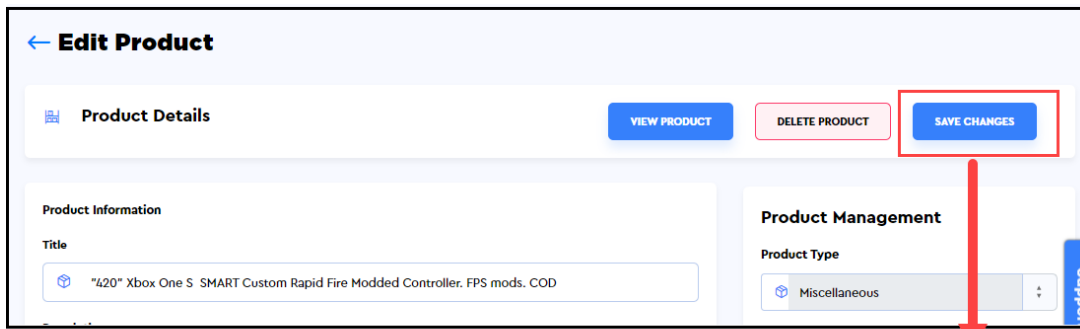 Edit Product
Product Details
VIEW PRODUCT
DELETE PRODUCT
SAVE CHANGES
Product Information
Title
"420" Xbox One S  SMART Custom Rapid Fire Modded Controller. FPS mods. COD
Product Management
Product Type
Miscellaneous